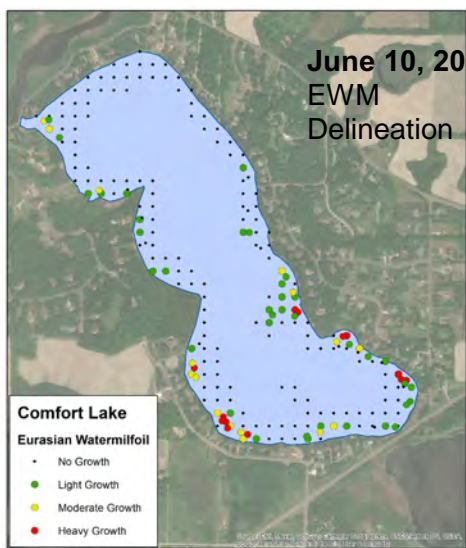 June 10, 20
EWM
Delineation
Comfort Lake
Eurasian Watermilfoil
No Growth
Light Growth
Moderate Growth
Heavy Growth